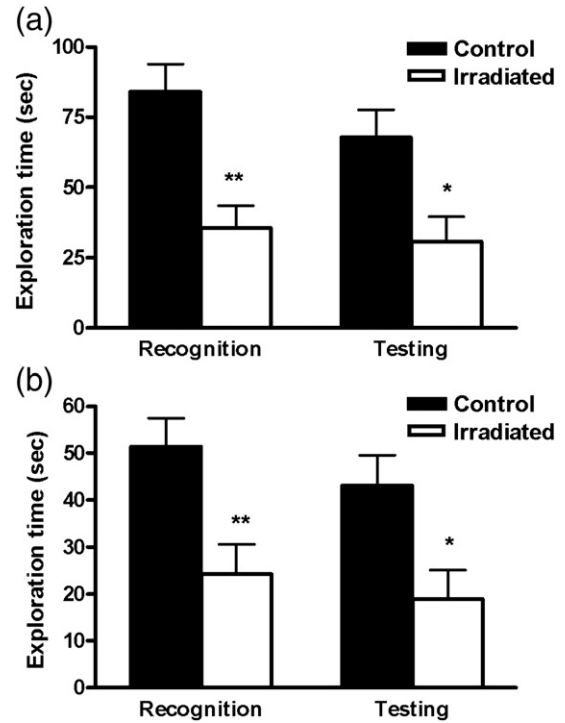 (a)
100
75
50
25
0
Exploration time (sec)
Control
Irradiated
**
*
Recognition Testing
(b)
60
50
40
30
20
10
0
Exploration time (sec)
Control
Irradiated
**
*
Recognition Testing